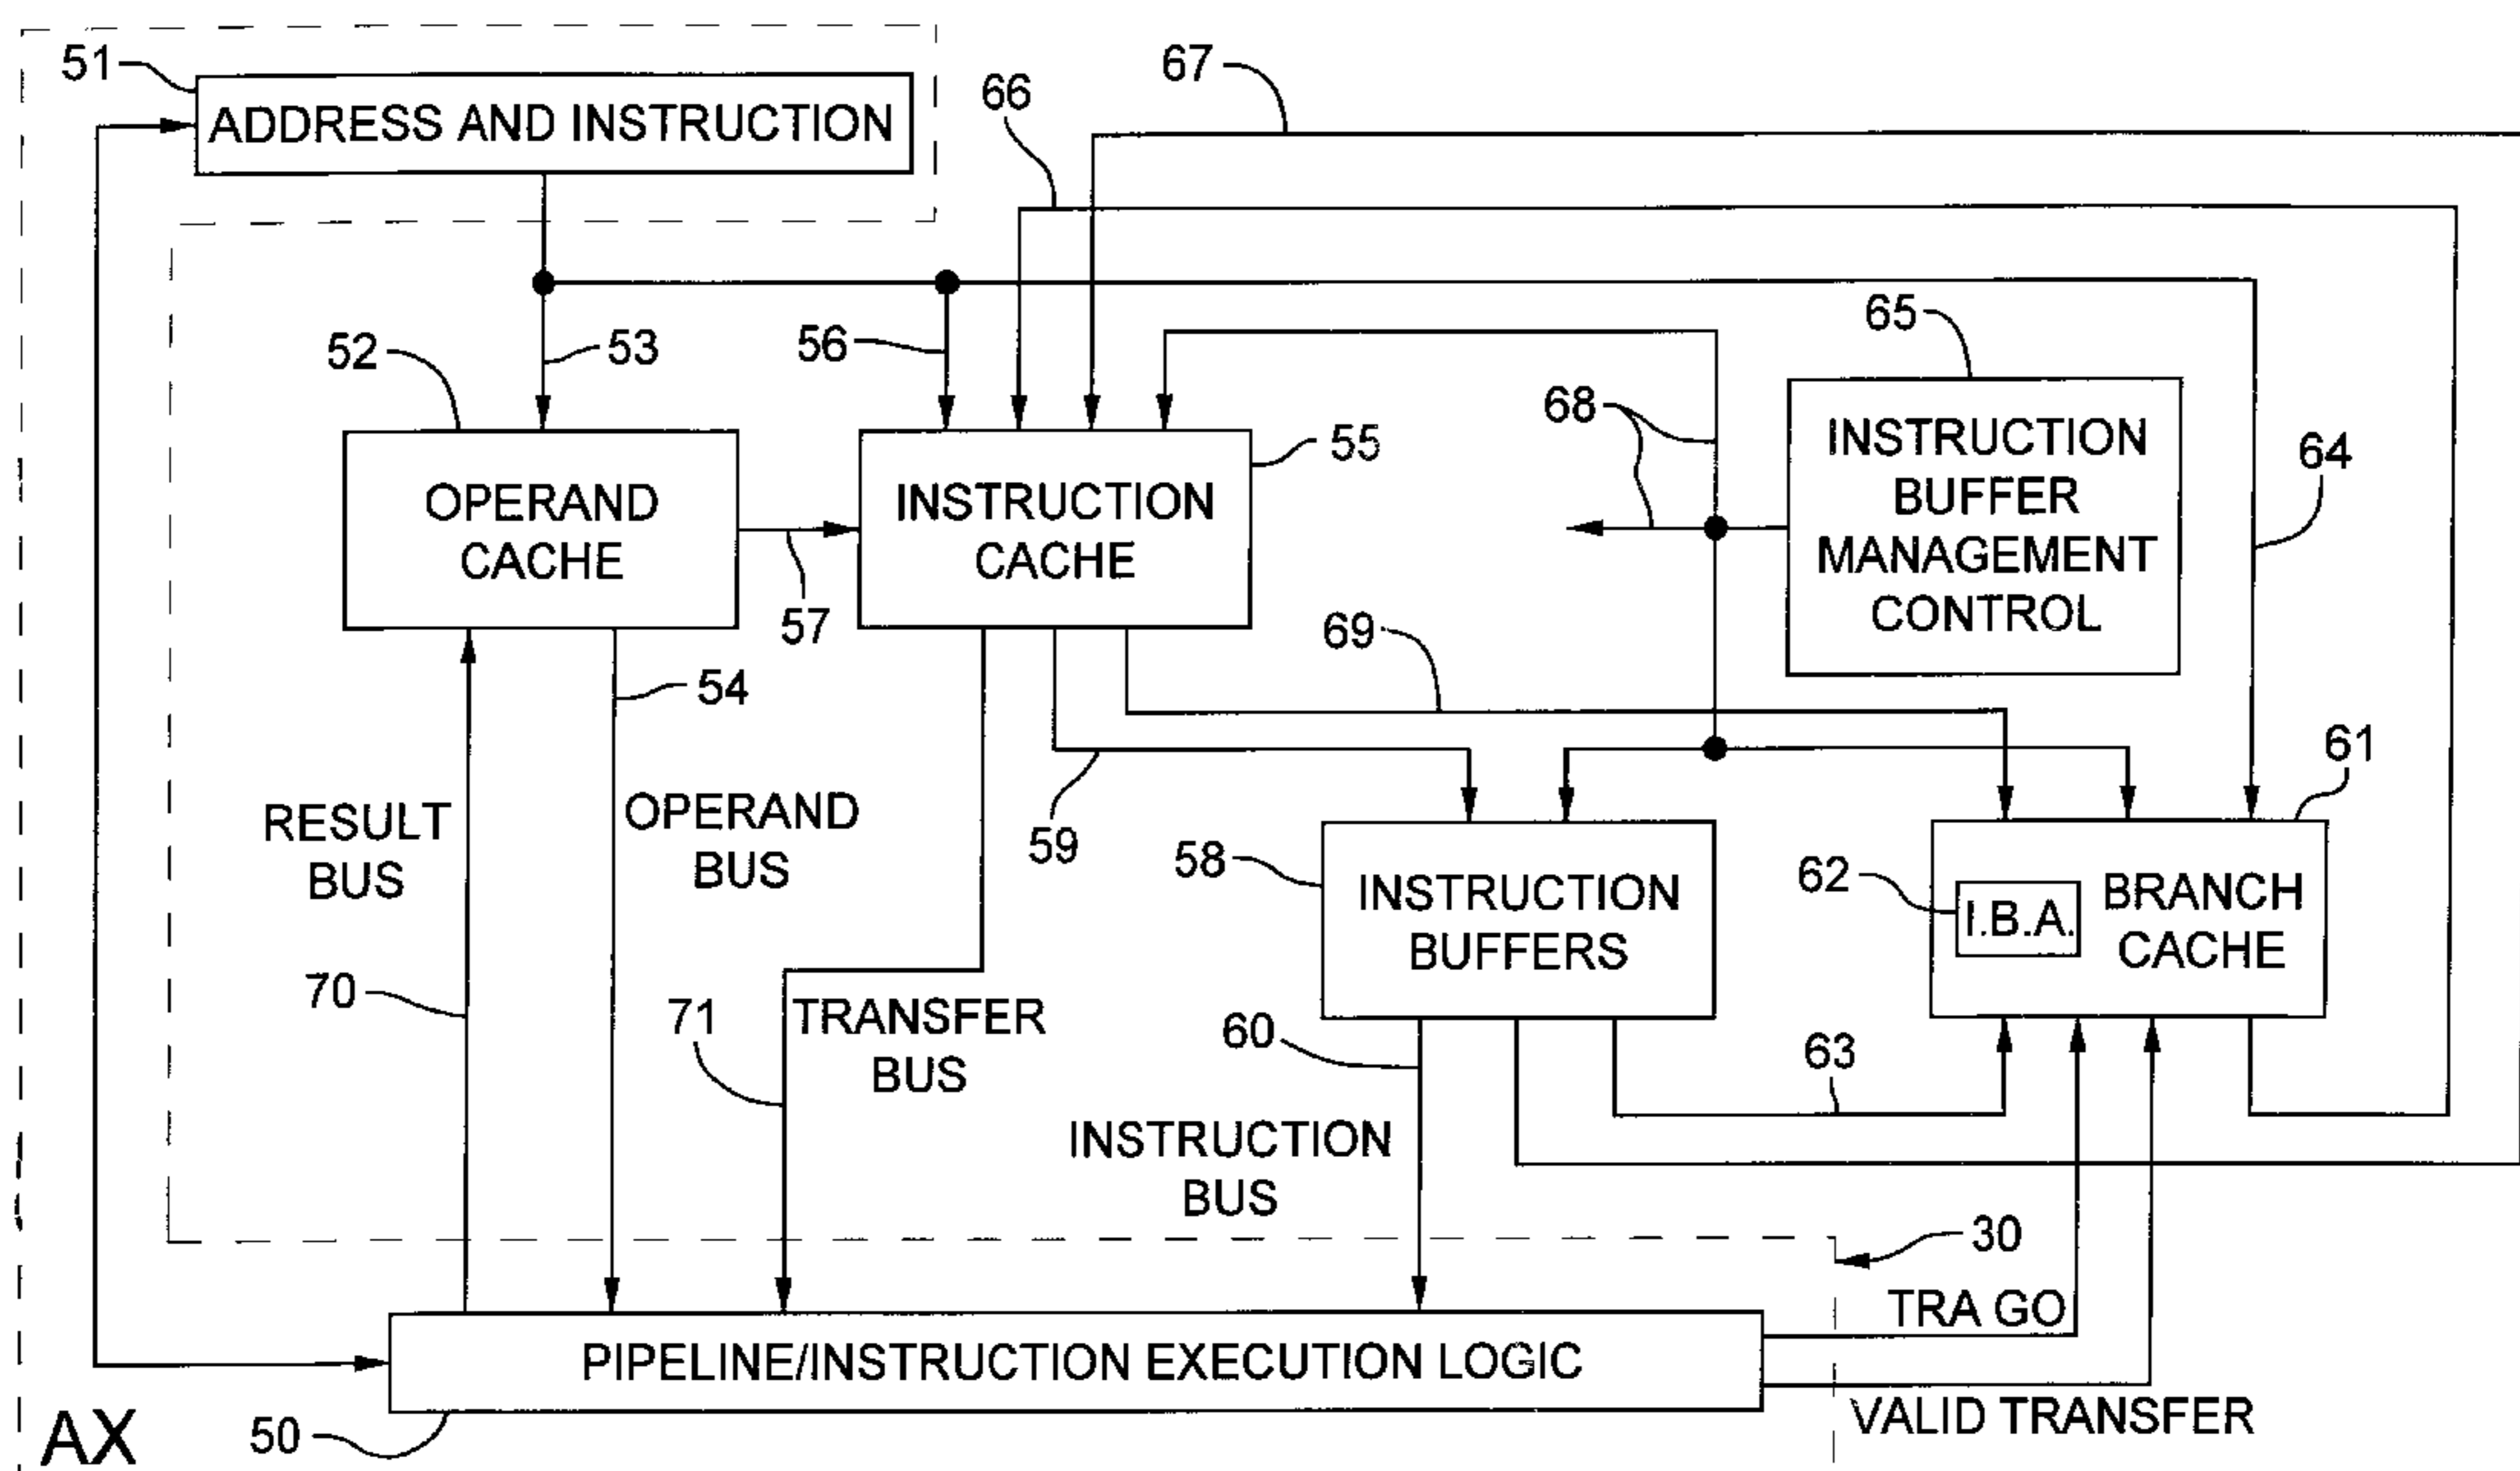 51
ADDRESS AND INSTRUCTION
66
67
52
53
56
65
68
55
64
OPERAND
CACHE
INSTRUCTION
CACHE
INSTRUCTION
BUFFER
MANAGEMENT
CONTROL
57
69
54
61
RESULT
BUS
OPERAND
BUS
59
58
62
INSTRUCTION
BUFFERS
I.B.A.
BRANCH
CACHE
70
71
TRANSFER
BUS
60
63
INSTRUCTION
BUS
30
TRA GO
PIPELINE/INSTRUCTION EXECUTION LOGIC
VALID TRANSFER
AX
50